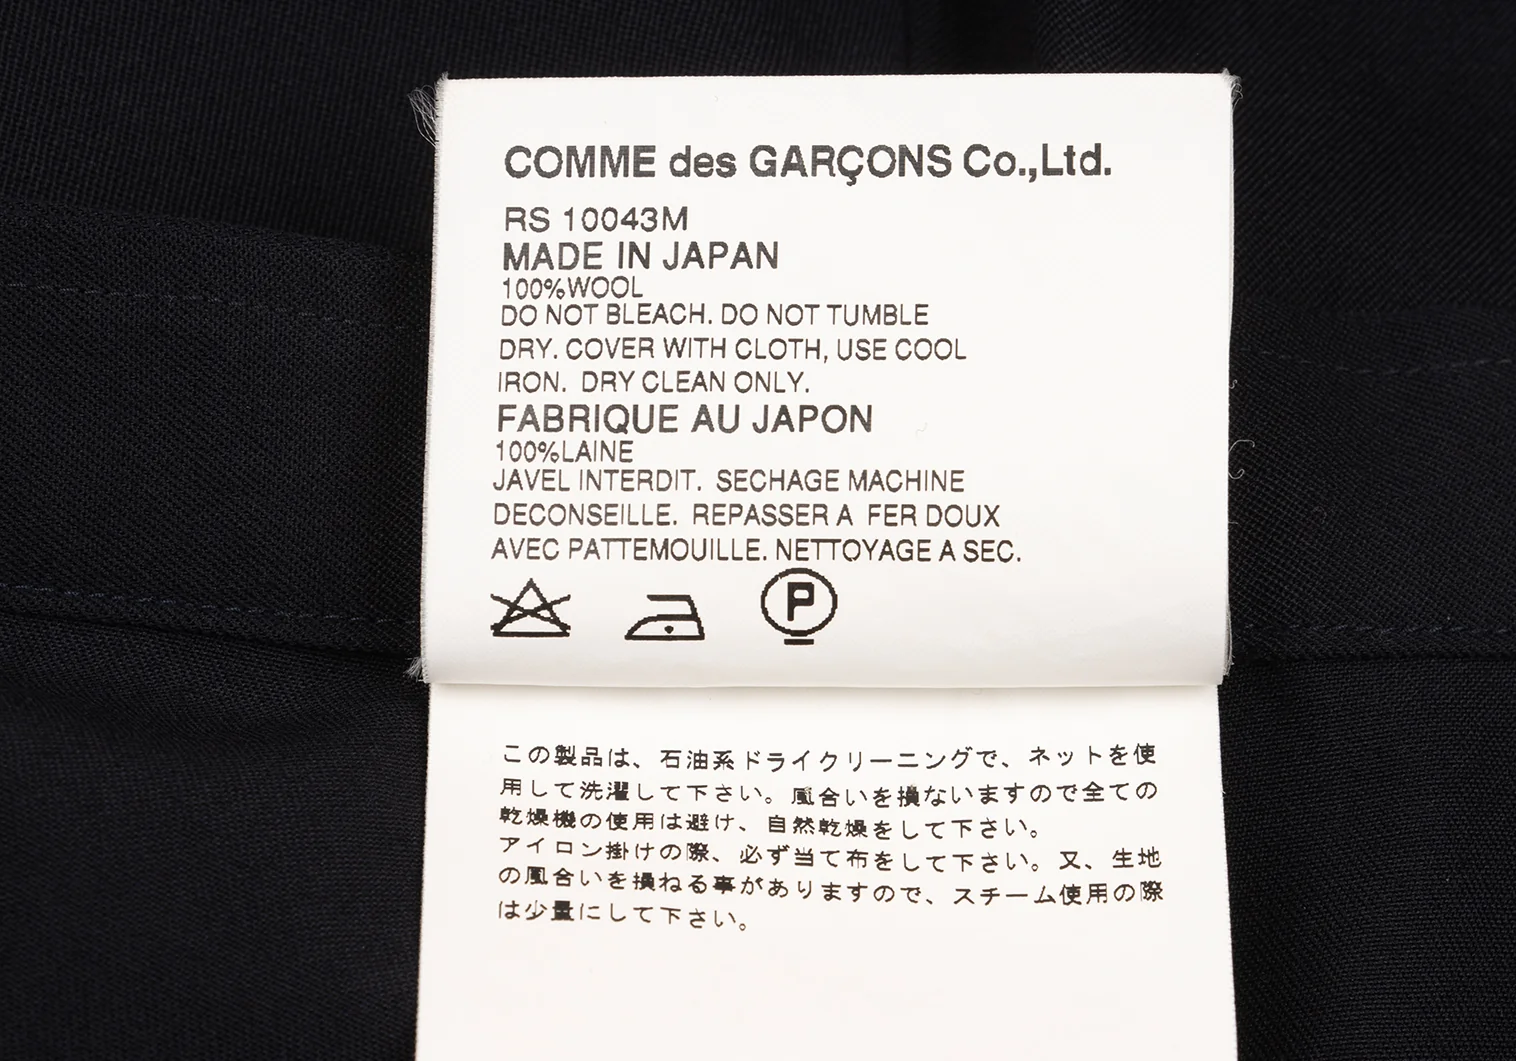 COMME des GARÇONS Co.,Ltd.
RS 10043M
MADE IN JAPAN
100%WOOL
DO NOT BLEACH. DO NOT TUMBLE
DRY. COVER WITH CLOTH, USE COOL
IRON. DRY CLEAN ONLY.
FABRIQUE AU JAPON
100%LAINE
JAVEL INTERDIT. SECHAGE MACHINE
DECONSEILLE. REPASSER A FER DOUX
AVEC PATTEMOUILLE. NETTOYAGE A SEC.
P
この製品は、石油系ドライクリーニングで、ネットを使
用して洗濯して下さい。風合いを損ないますので全ての
乾燥機の使用は避け、自然乾燥をして下さい。
アイロン掛けの際、必ず当て布をして下さい。又、生地
の風合いを損ねる事がありますので、スチーム使用の際
は少量にして下さい。